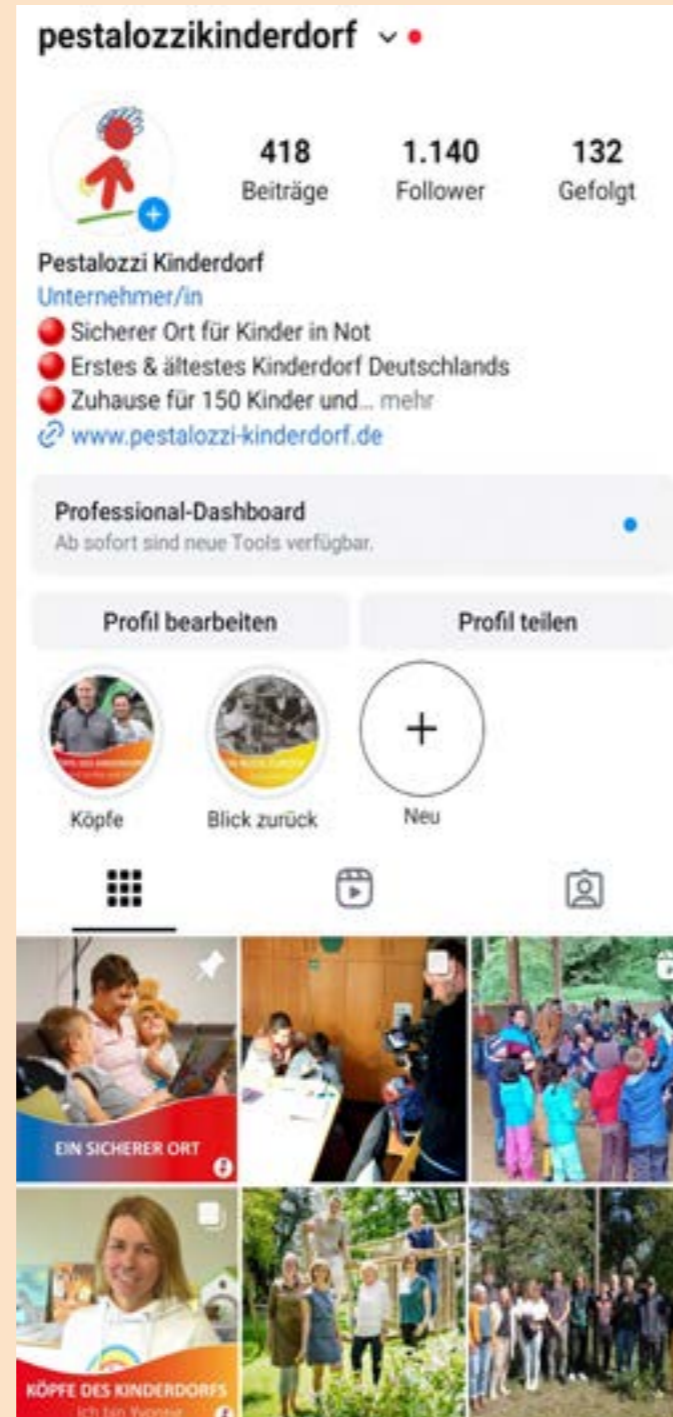 pestalozzikinderdorf
418 1.140 132
Beiträge Follower Gefolgt
Pestalozzi Kinderdorf
Unternehmer/in
Sicherer Ort für Kinder in Not
Erstes & ältestes Kinderdorf Deutschlands
Zuhause für 150 Kinder und... mehr
www.pestalozzi-kinderdorf.de
Professional-Dashboard
Ab sofort sind neue Tools verfügbar.
Profil bearbeiten Profil teilen
KÖPFE DES KINDERDORFS
Köpfe Blick zurück Neu
EIN SICHERER ORT
KÖPFE DES KINDERDORFS
Ich bin Yvonne